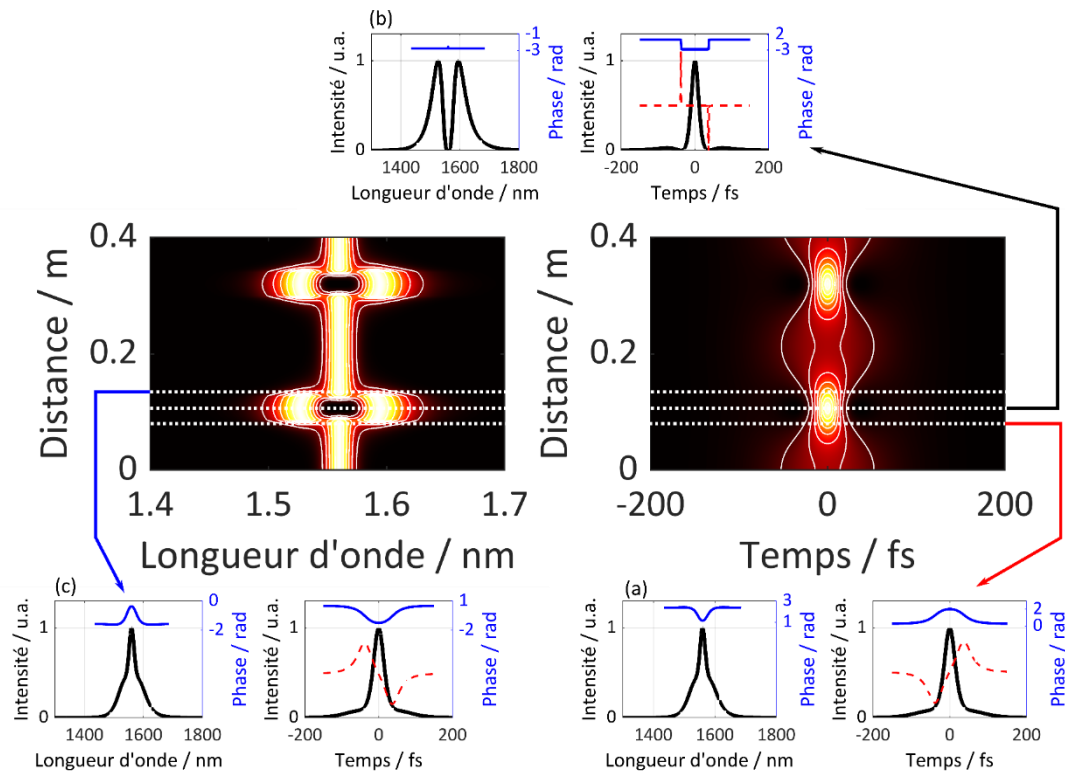 (b)
Intensité / u.a.
1
0
1400 1600 1800
Longueur d'onde / nm
-1
-3
Phase / rad
Intensité / u.a.
1
0
-200 0 200
Temps / fs
2
-3
Phase / rad
Distance / m
0.4
0.2
0
1.4 1.5 1.6 1.7
Longueur d'onde / nm
Distance / m
0.4
0.2
0
-200 0 200
Temps / fs
(c)
Intensité / u.a.
1
0
1400 1600 1800
Longueur d'onde / nm
0
-2
Phase / rad
Intensité / u.a.
1
0
-200 0 200
Temps / fs
1
-2
Phase / rad
(a)
Intensité / u.a.
1
0
1400 1600 1800
Longueur d'onde / nm
3
1
Phase / rad
Intensité / u.a.
1
0
-200 0 200
Temps / fs
2
0
Phase / rad